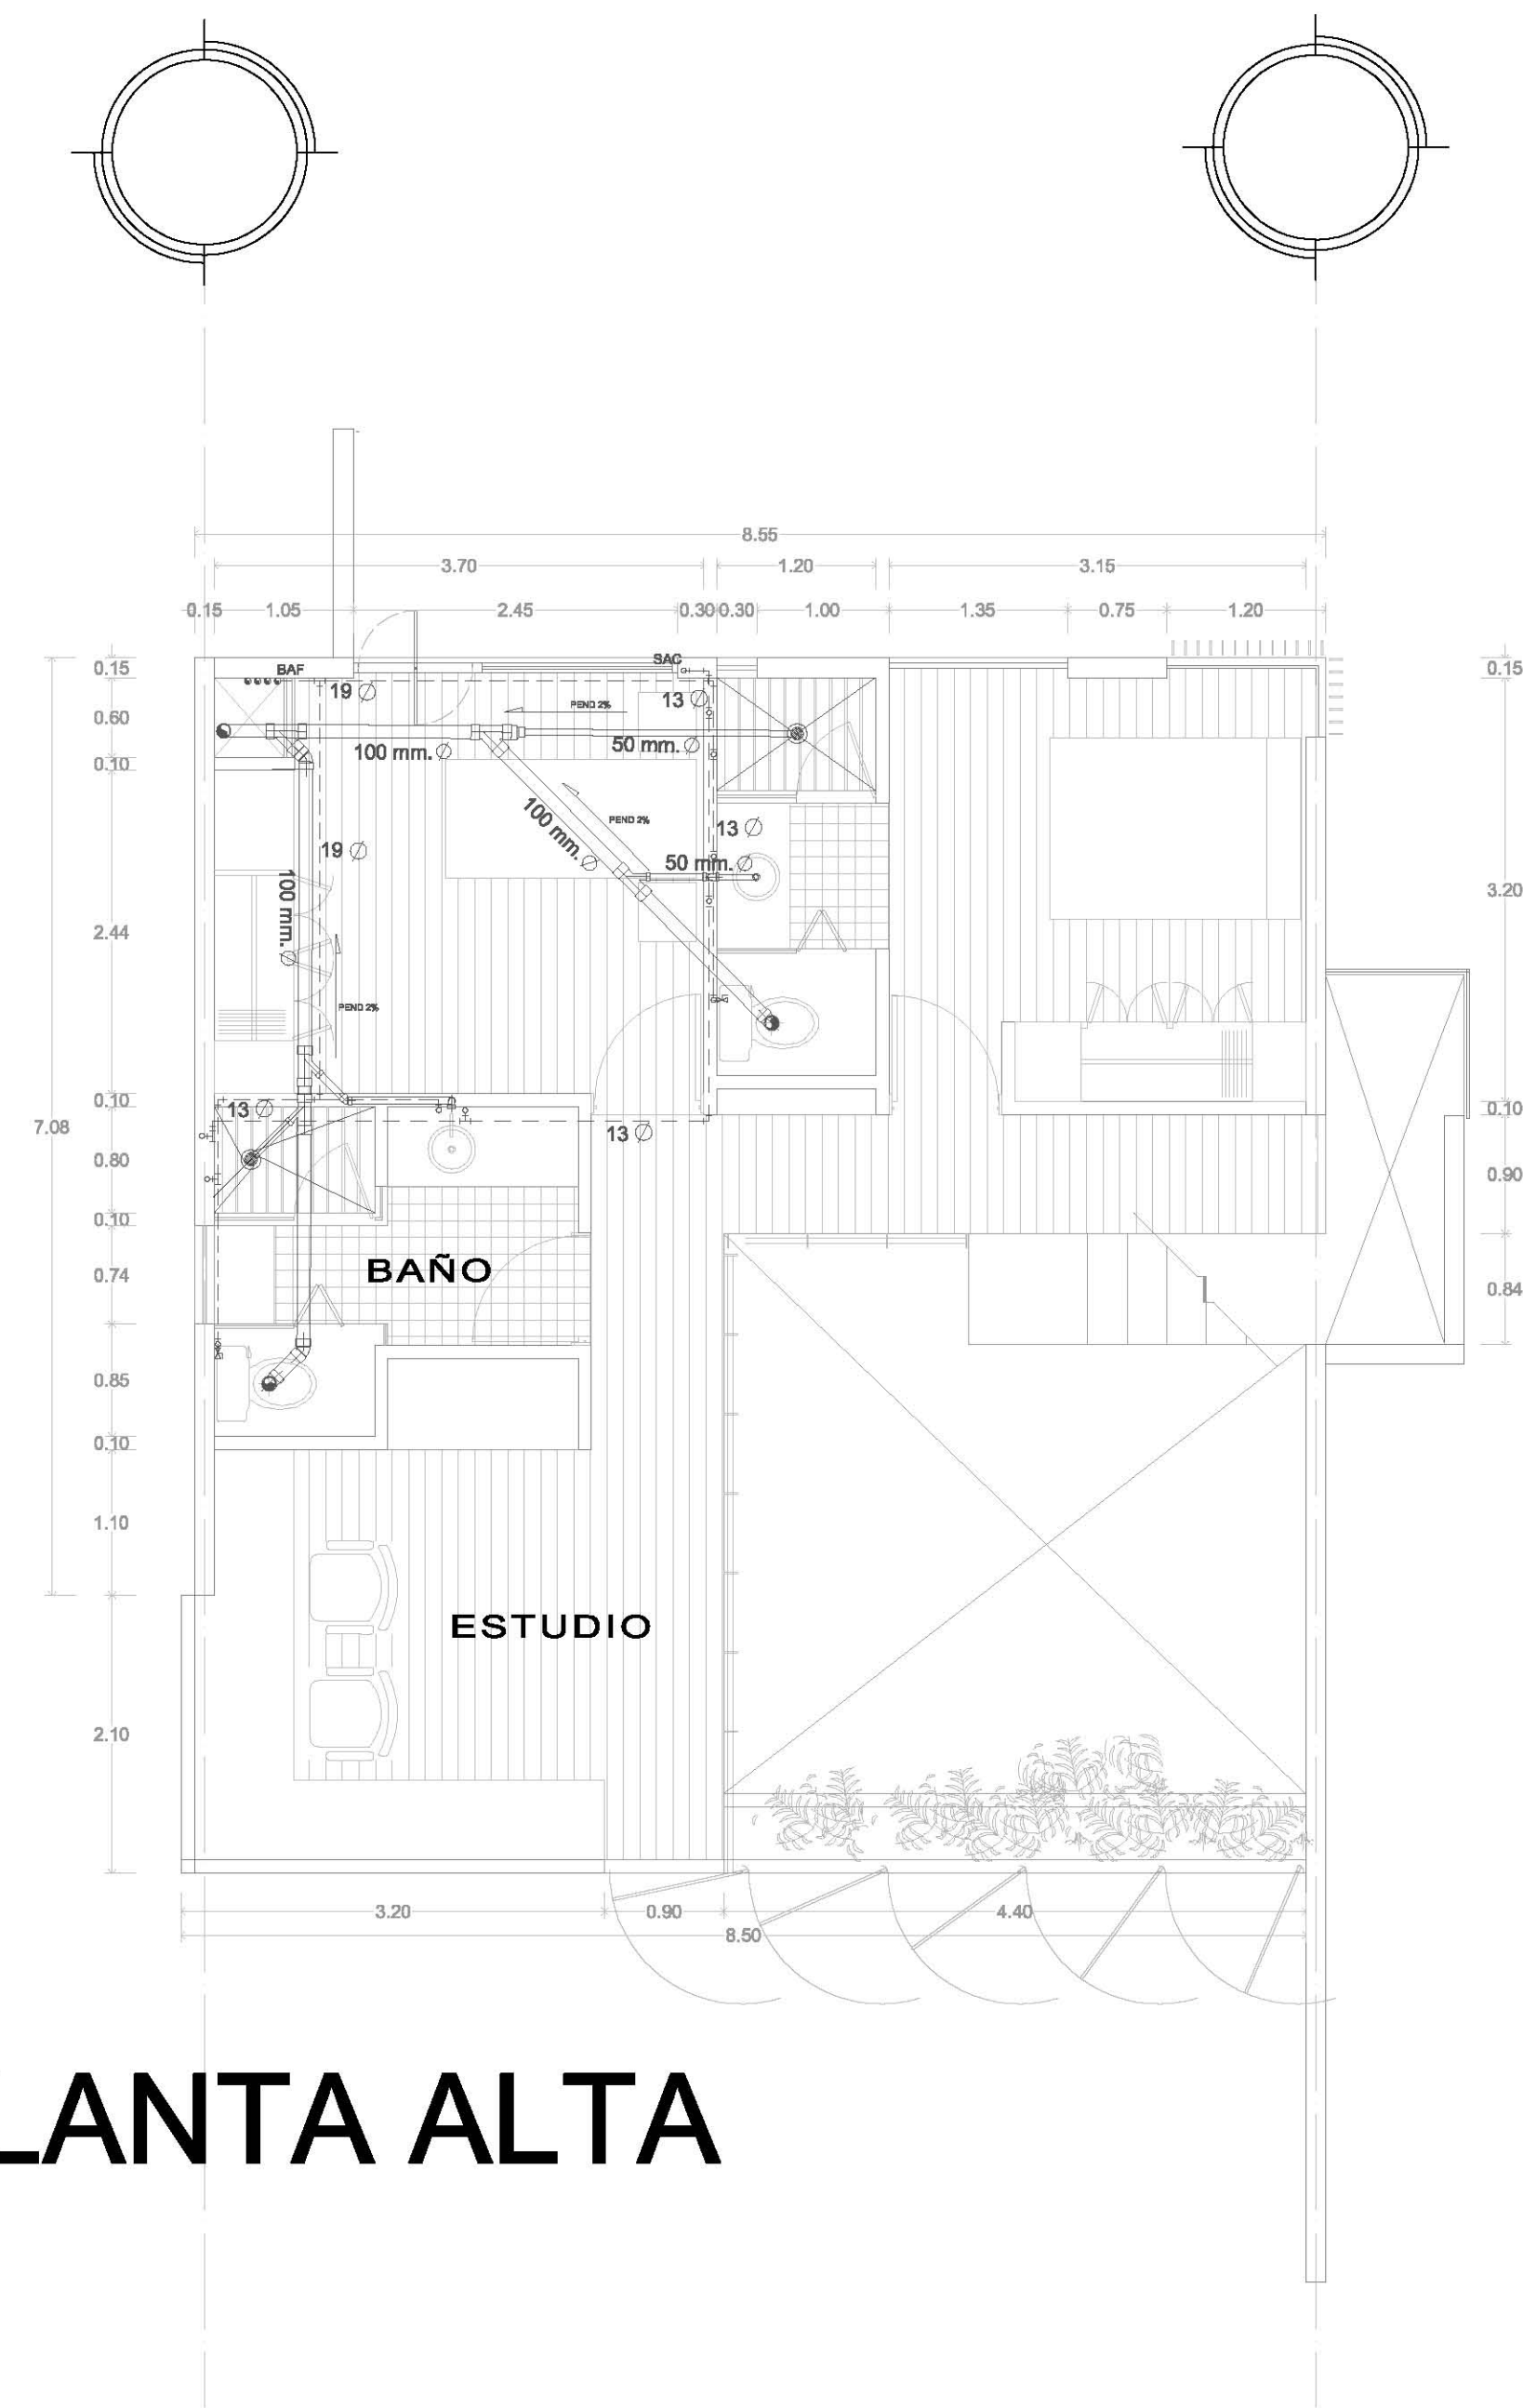 8.55
3.70 1.20 3.15
0.15 1.05 2.45 0.30 0.30 1.00 1.35 0.75 1.20
0.15 BAF SAC 0.15
19 Ø 13 Ø
PEND 2%
0.60
100 mm. Ø 50 mm. Ø
0.10
100 mm. Ø PEND 2% 13 Ø
19 Ø 50 mm. Ø
100 mm. Ø 3.20
2.44
PEND 2%
0.10 13 Ø 0.10
7.08 13 Ø
0.80 0.90
0.10
0.74 BAÑO 0.84
0.85
0.10
1.10
ESTUDIO
2.10
3.20 0.90 4.40
8.50
LANTA ALTA